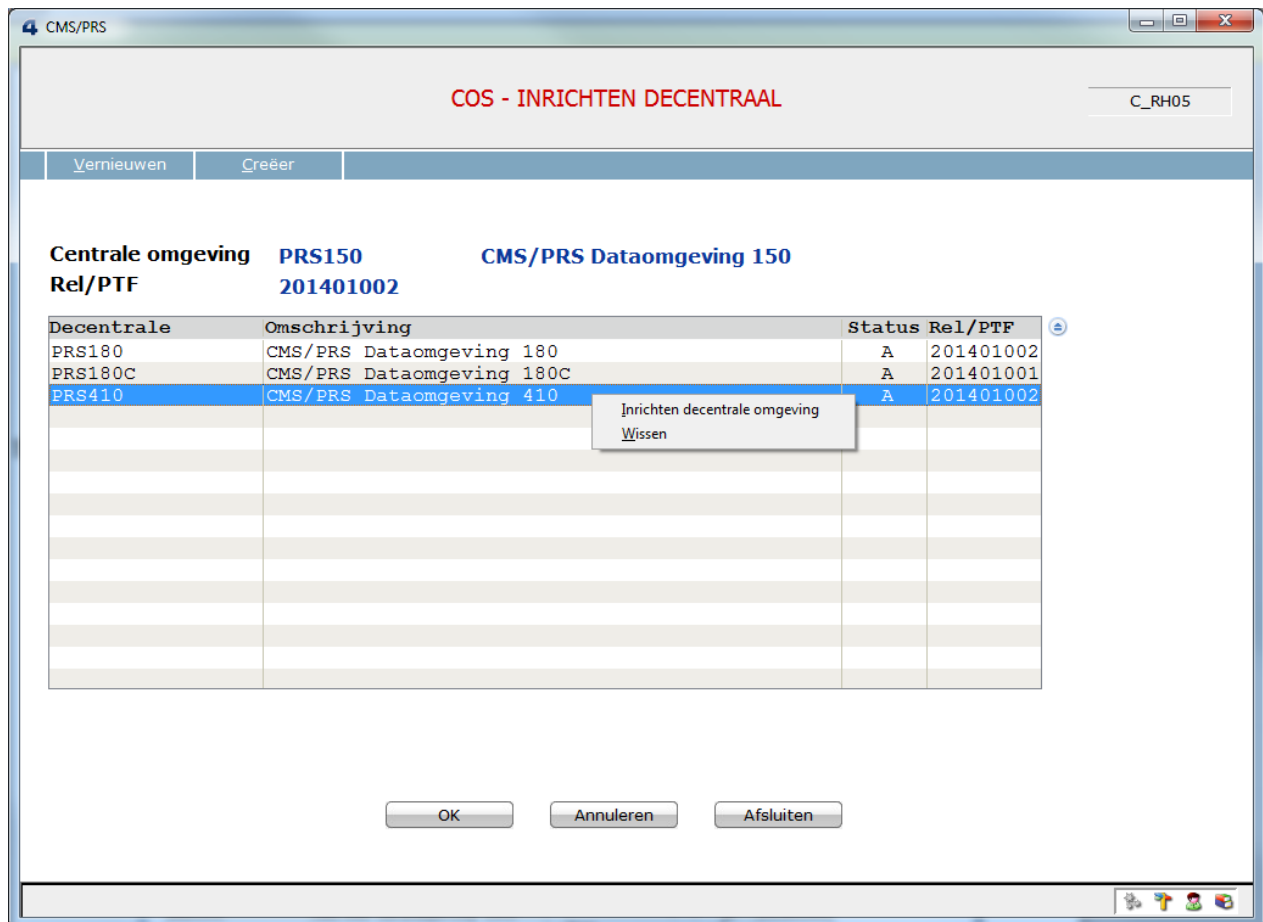 CMS/PRS
COS - INRICHTEN DECENTRAAL
C_RH05
Vernieuwen Creëer
Centrale omgeving PRS150 CMS/PRS Dataomgeving 150
Rel/PTF 201401002
Decentrale Omschrijving Status Rel/PTF
PRS180 CMS/PRS Dataomgeving 180 A 201401002
PRS180C CMS/PRS Dataomgeving 180C A 201401001
PRS410 CMS/PRS Dataomgeving 410 A 201401002
Inrichten decentrale omgeving
Wissen
OK Annuleren Afsluiten